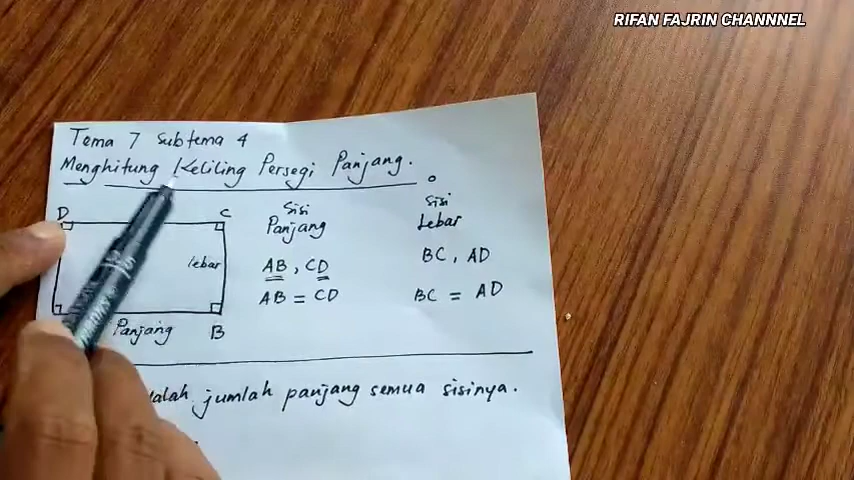 RIFAN FAJRIN CHANNNEL
Tema 7 Subtema 4
Menghitung Keliling Persegi Panjang.
D C
Sisi Panjang
Sisi Lebar
lebar
AB, CD
BC, AD
AB = CD
BC = AD
Panjang B
jumlah panjang semua sisinya.